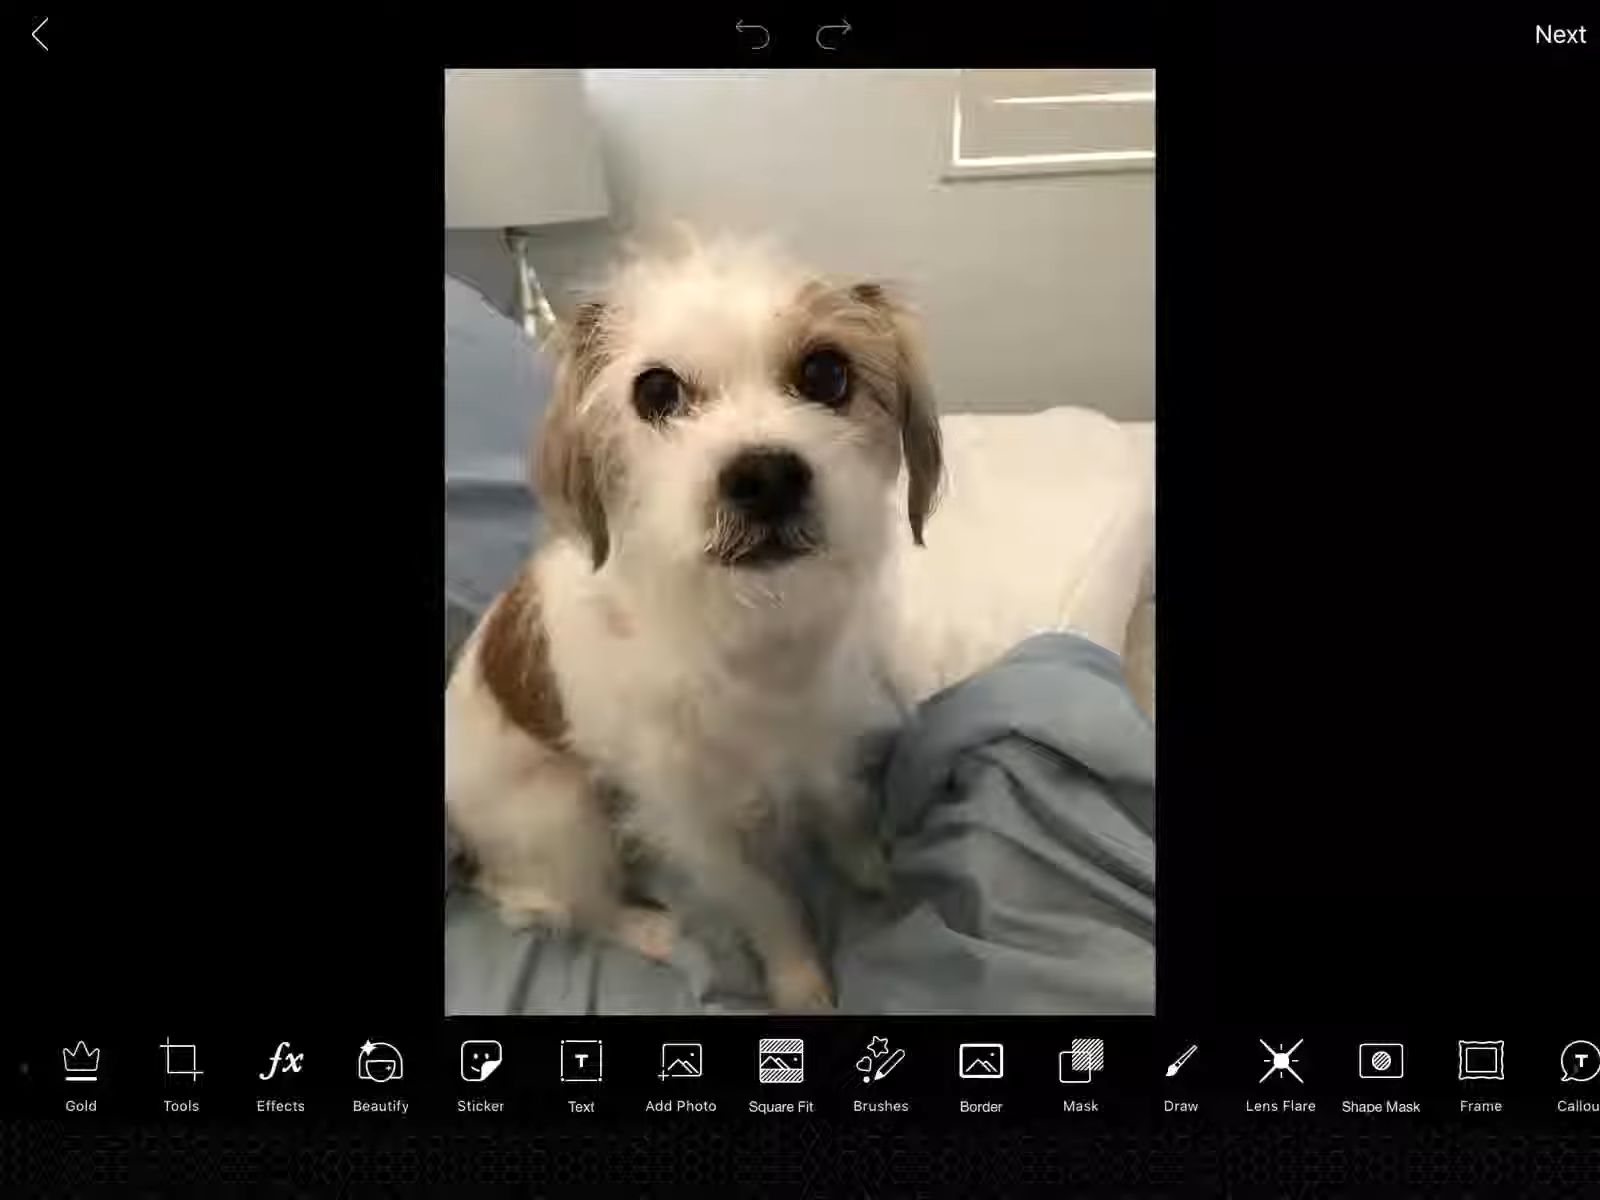 Next
Gold
Tools
Effects
Beautify
Sticker
Text
Add Photo
Square Fit
Brushes
Border
Mask
Draw
Lens Flare
Shape Mask
Frame
Callou